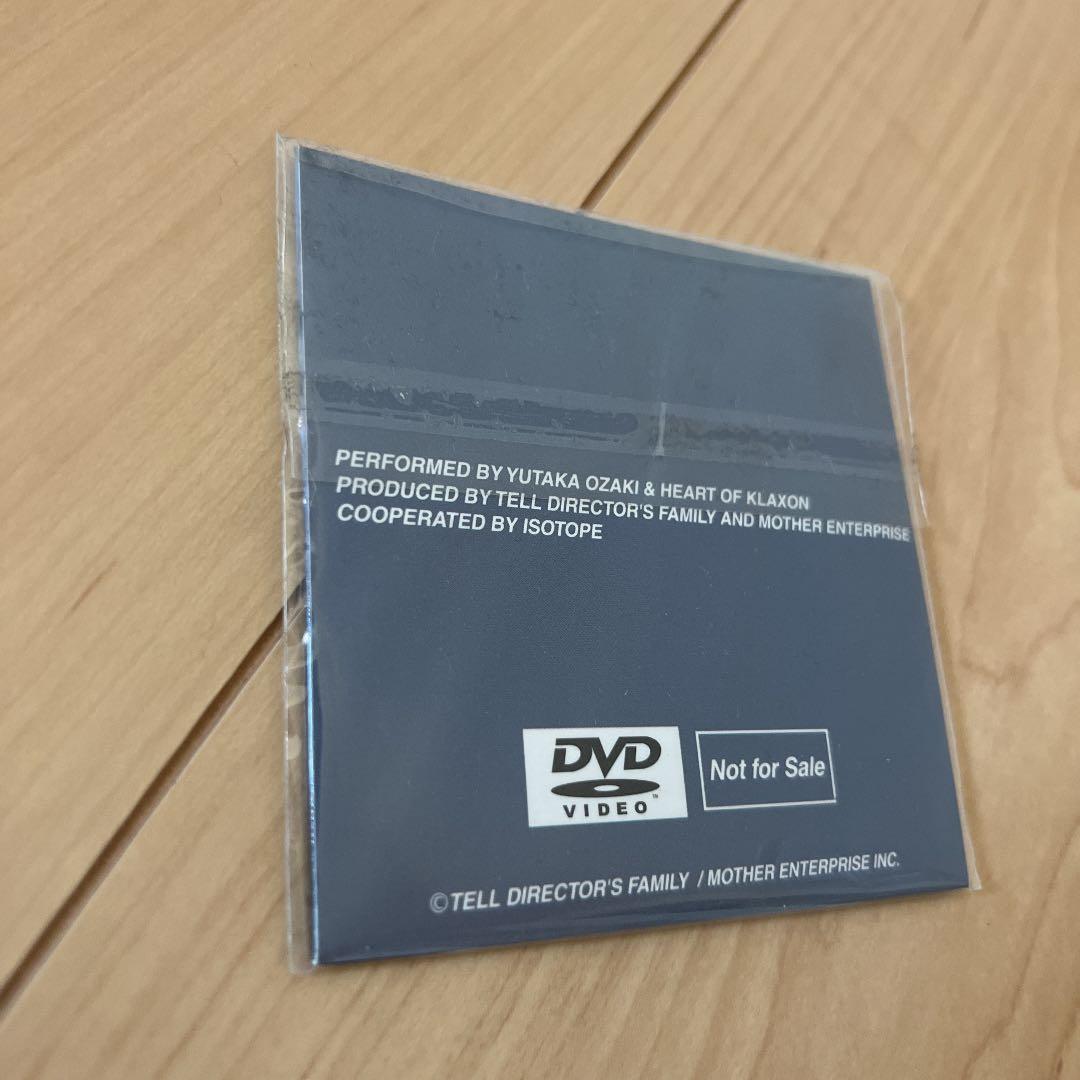 PERFORMED BY YUTAKA OZAKI & HEART OF KLAXON
PRODUCED BY TELL DIRECTOR'S FAMILY AND MOTHER ENTERPRISE
COOPERATED BY ISOTOPE
DVD
VIDEO™
Not for Sale
©TELL DIRECTOR'S FAMILY / MOTHER ENTERPRISE INC.